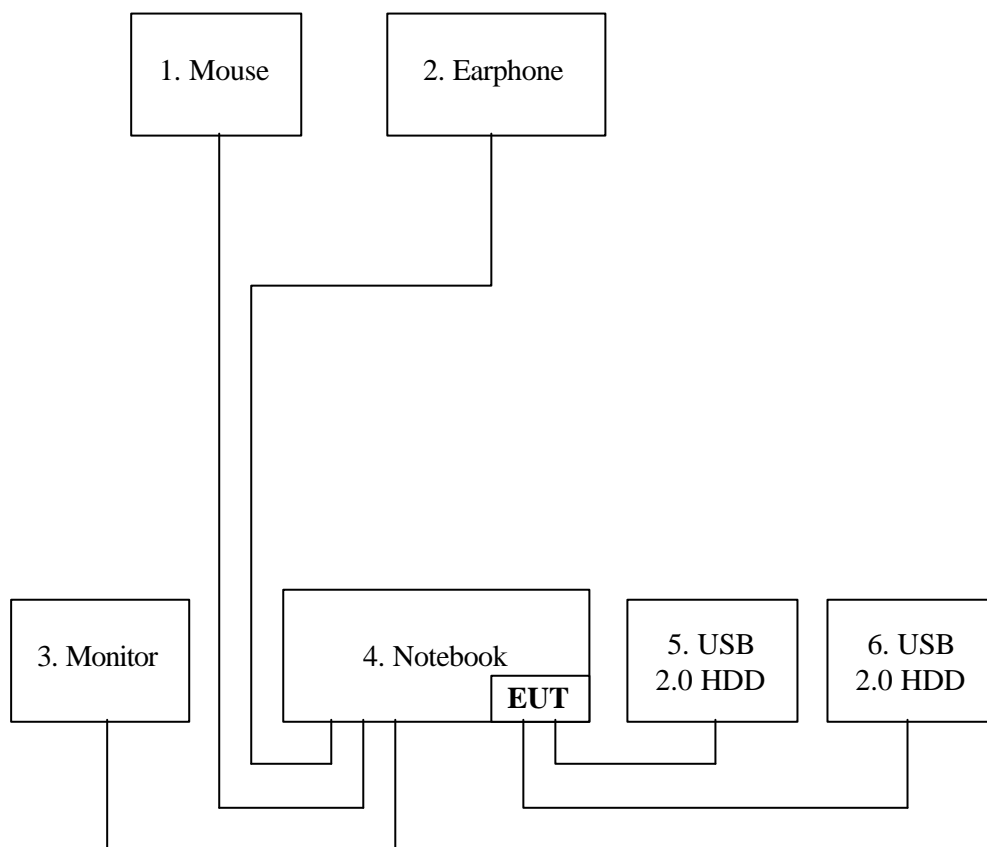 1. Mouse
2. Earphone
3. Monitor
4. Notebook
EUT
5. USB
2.0 HDD
6. USB
2.0 HDD